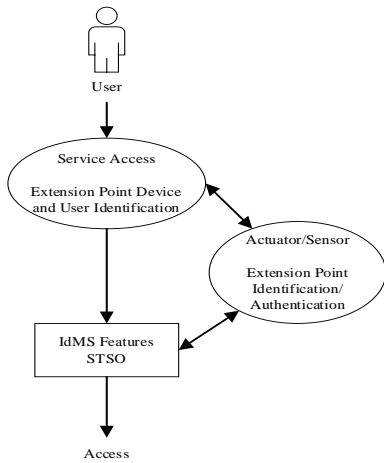 User
Service Access
Extension Point Device
and User Identification
Actuator/Sensor
Extension Point
Identification/
Authentication
IdMS Features
STSO
Access